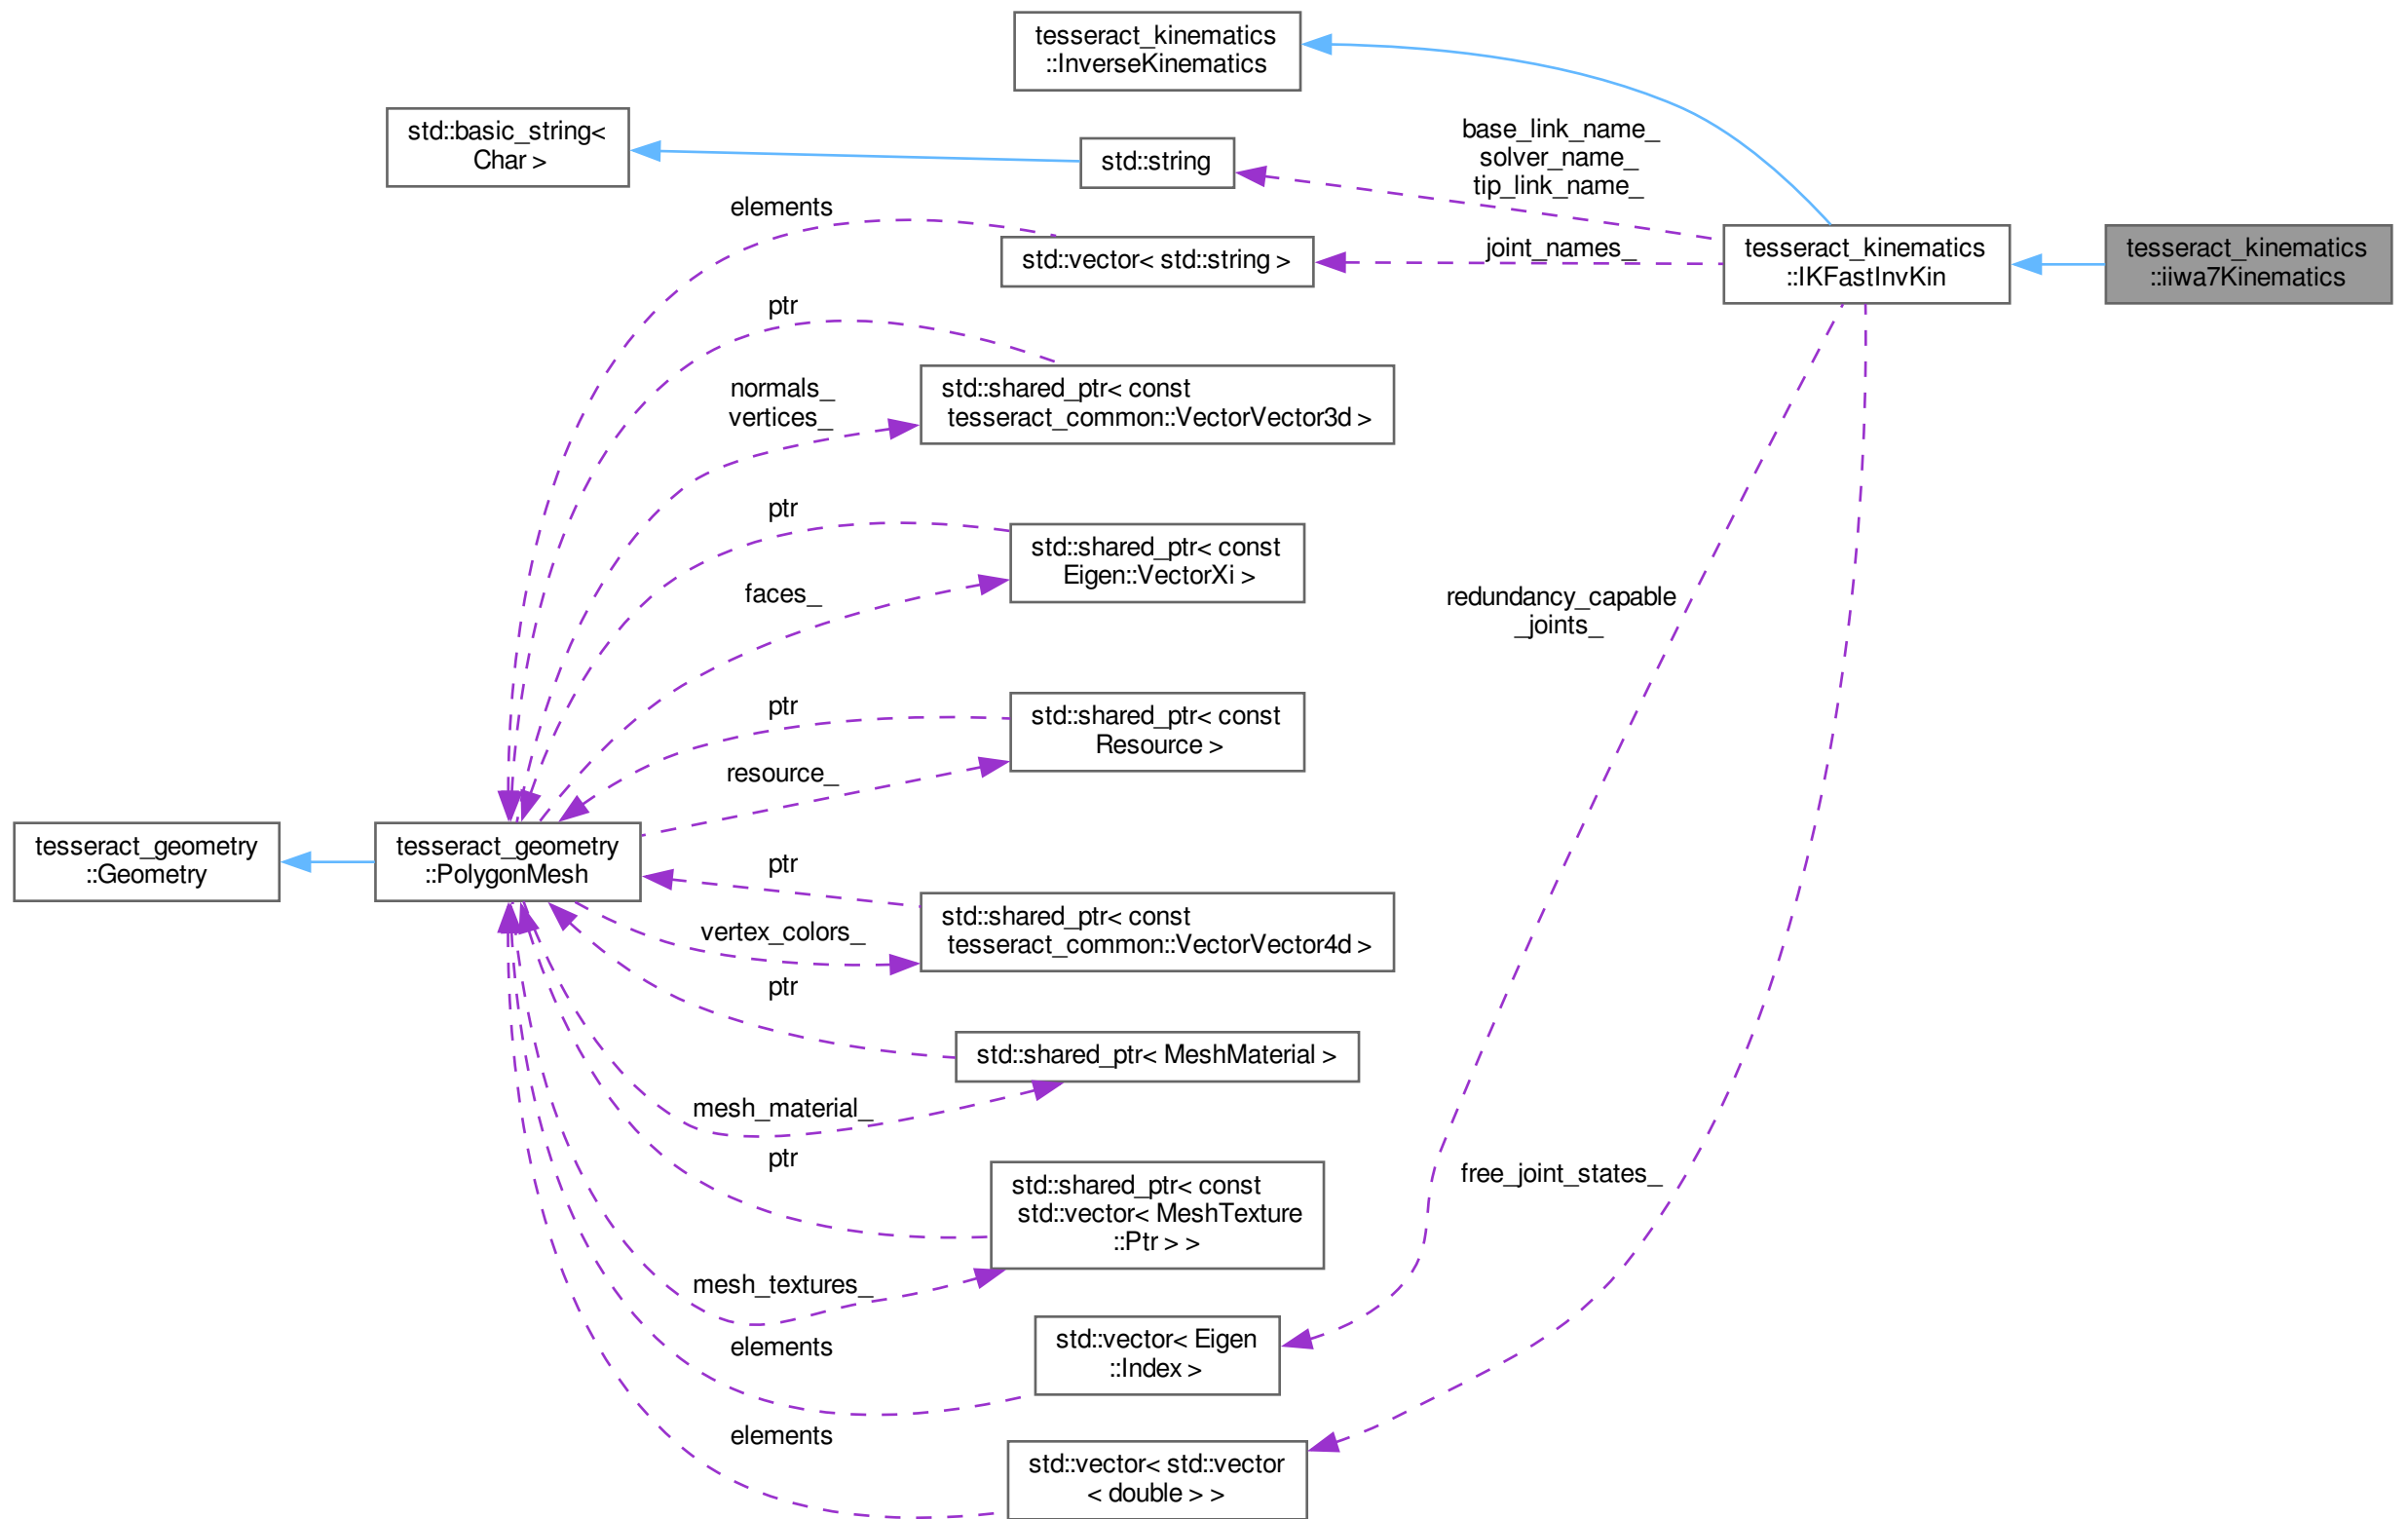 tesseract_kinematics
::InverseKinematics
std::basic_string<
Char >
std::string
base_link_name_
solver_name_
tip_link_name_
elements
std::vector< std::string >
joint_names_
tesseract_kinematics
::IKFastInvKin
tesseract_kinematics
::iiwa7Kinematics
ptr
normals_
vertices_
std::shared_ptr< const
tesseract_common::VectorVector3d >
ptr
std::shared_ptr< const
Eigen::VectorXi >
faces_
redundancy_capable
_joints_
ptr
std::shared_ptr< const
Resource >
resource_
tesseract_geometry
::Geometry
tesseract_geometry
::PolygonMesh
ptr
std::shared_ptr< const
tesseract_common::VectorVector4d >
vertex_colors_
ptr
std::shared_ptr< MeshMaterial >
mesh_material_
ptr
std::shared_ptr< const
std::vector< MeshTexture
::Ptr > >
free_joint_states_
mesh_textures_
elements
std::vector< Eigen
::Index >
elements
std::vector< std::vector
< double > >